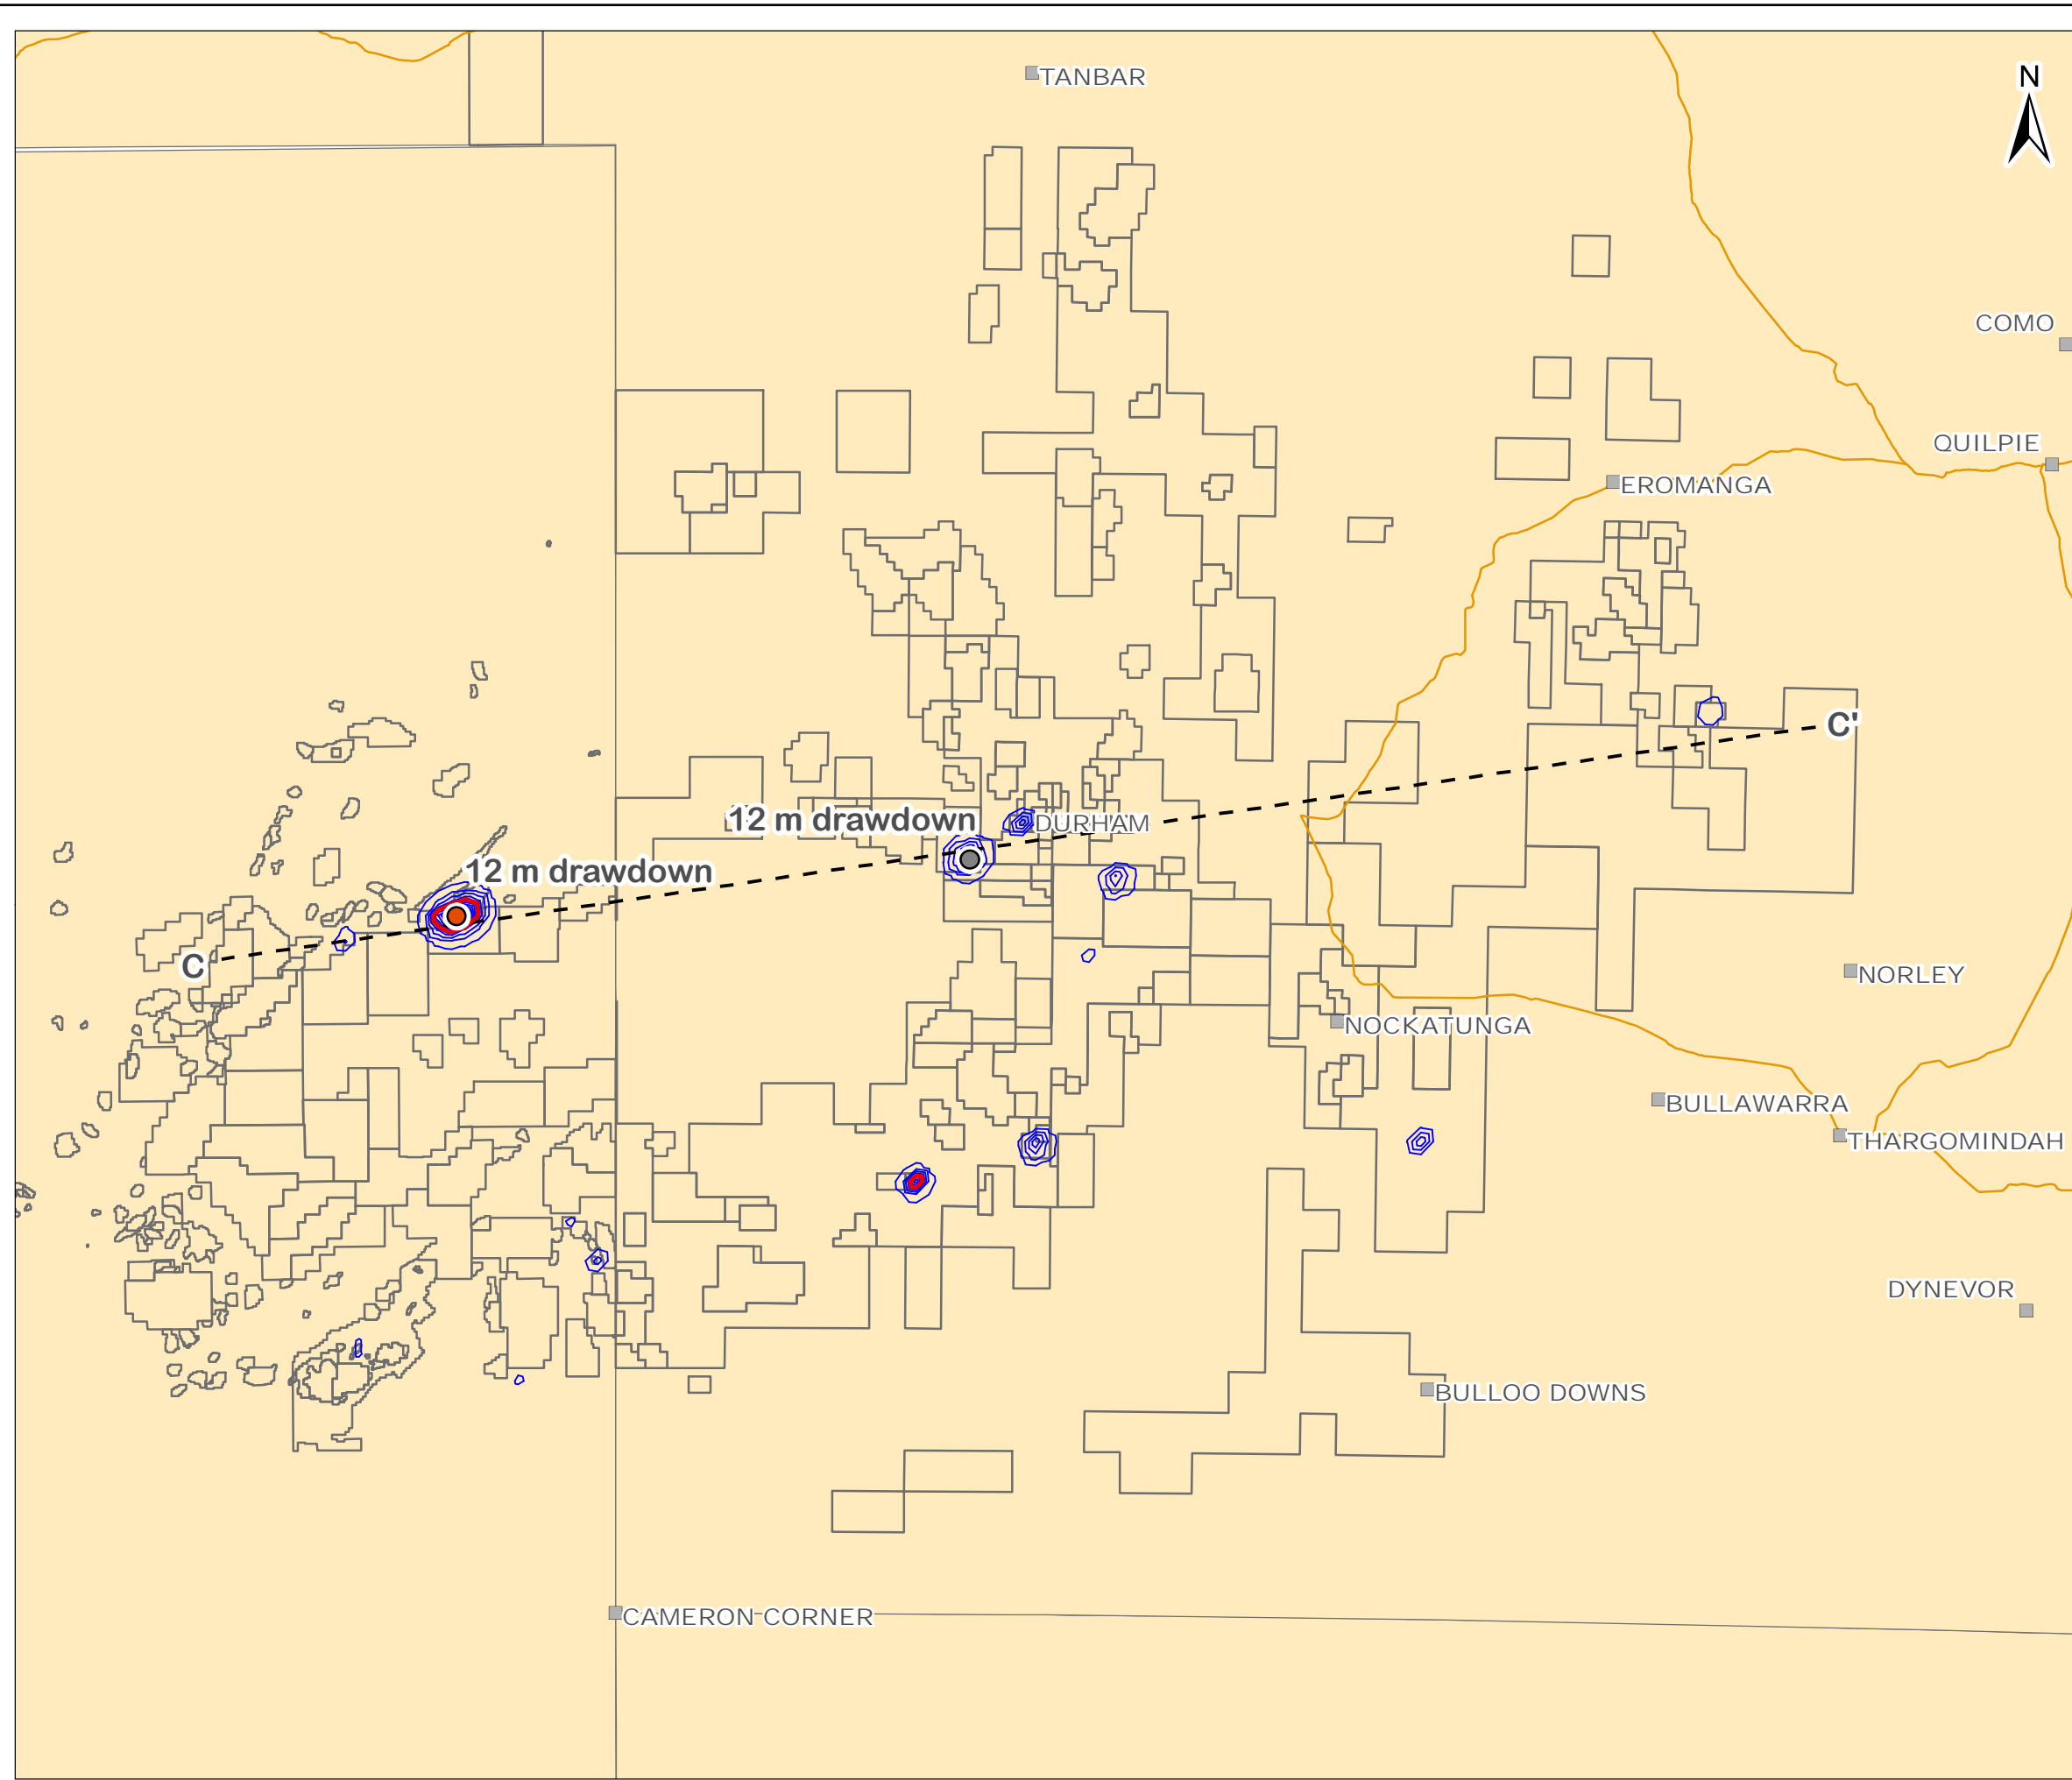 N
TANBAR
COMO
QUILPIE
EROMANGA
C'
12 m drawdown
DURHAM
12 m drawdown
C
NORLEY
NOCKATUNGA
BULLAWARRA
THARGOMINDAH
DYNEVOR
BULLOO DOWNS
CAMERON CORNER